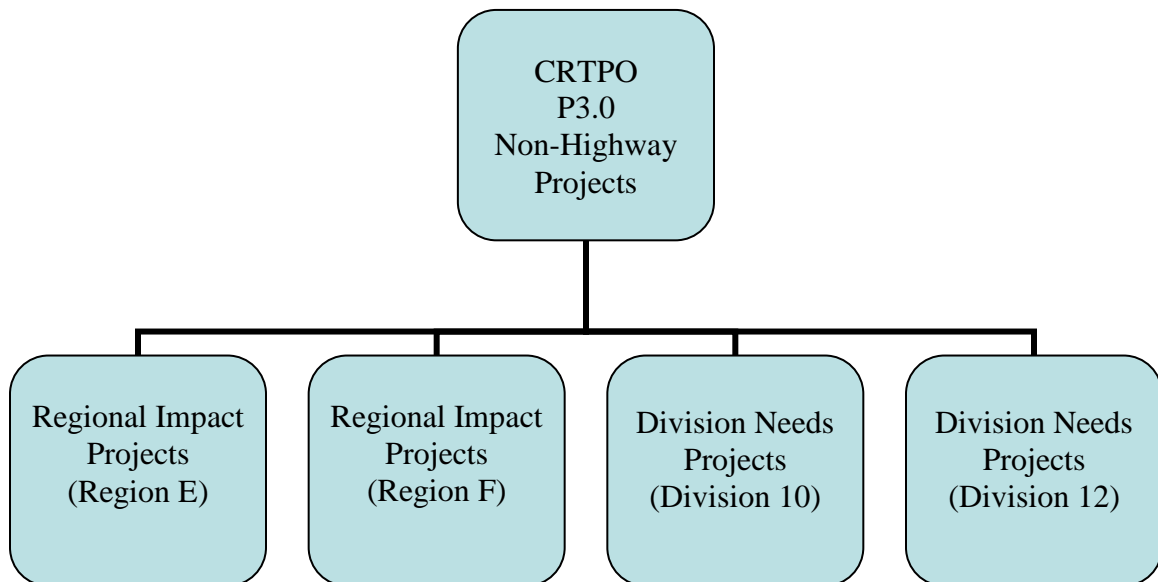 CRTPO
P3.0
Non-Highway
Projects
Regional Impact
Projects
(Region E)
Regional Impact
Projects
(Region F)
Division Needs
Projects
(Division 10)
Division Needs
Projects
(Division 12)